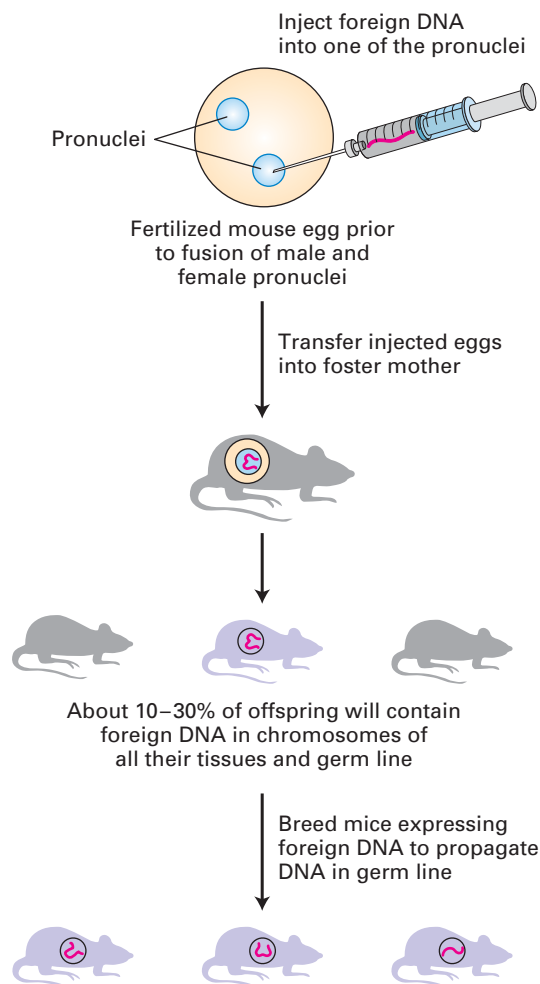 Inject foreign DNA
into one of the pronuclei
Pronuclei
Fertilized mouse egg prior
to fusion of male and
female pronuclei
Transfer injected eggs
into foster mother
About 10–30% of offspring will contain
foreign DNA in chromosomes of
all their tissues and germ line
Breed mice expressing
foreign DNA to propagate
DNA in germ line